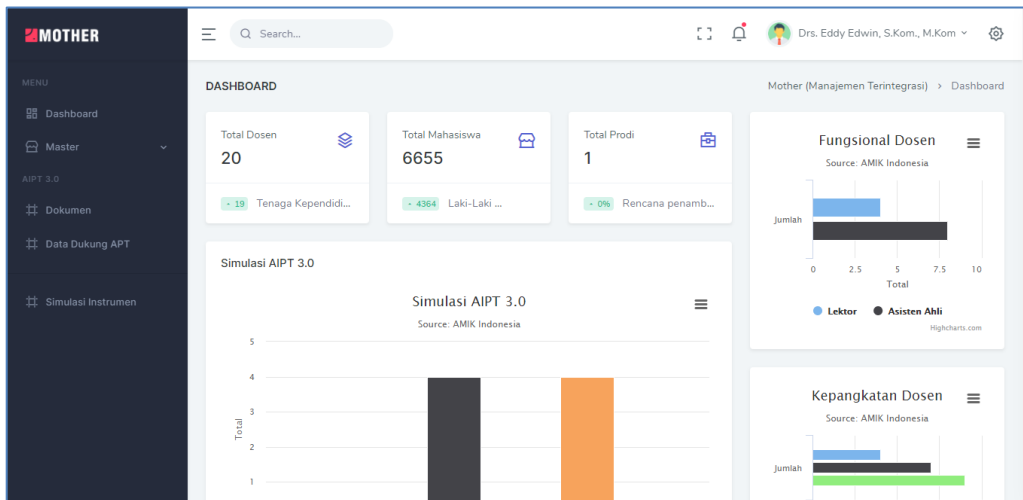 MOTHER
Search...
Drs. Eddy Edwin, S.Kom., M.Kom
MENU
Dashboard
Master
AIPT 3.0
Dokumen
Data Dukung APT
Simulasi Instrumen
DASHBOARD
Mother (Manajemen Terintegrasi) > Dashboard
Total Dosen
20
- 19 Tenaga Kependidi...
Total Mahasiswa
6655
- 4364 Laki-Laki ...
Total Prodi
1
- 0% Rencana penamb...
Simulasi AIPT 3.0
Simulasi AIPT 3.0
Source: AMIK Indonesia
5
4
3
2
1
Total
Fungsional Dosen
Source: AMIK Indonesia
Jumlah
0 2.5 5 7.5 10
Total
Lektor Asisten Ahli
Highcharts.com
Kepangkatan Dosen
Source: AMIK Indonesia
Jumlah